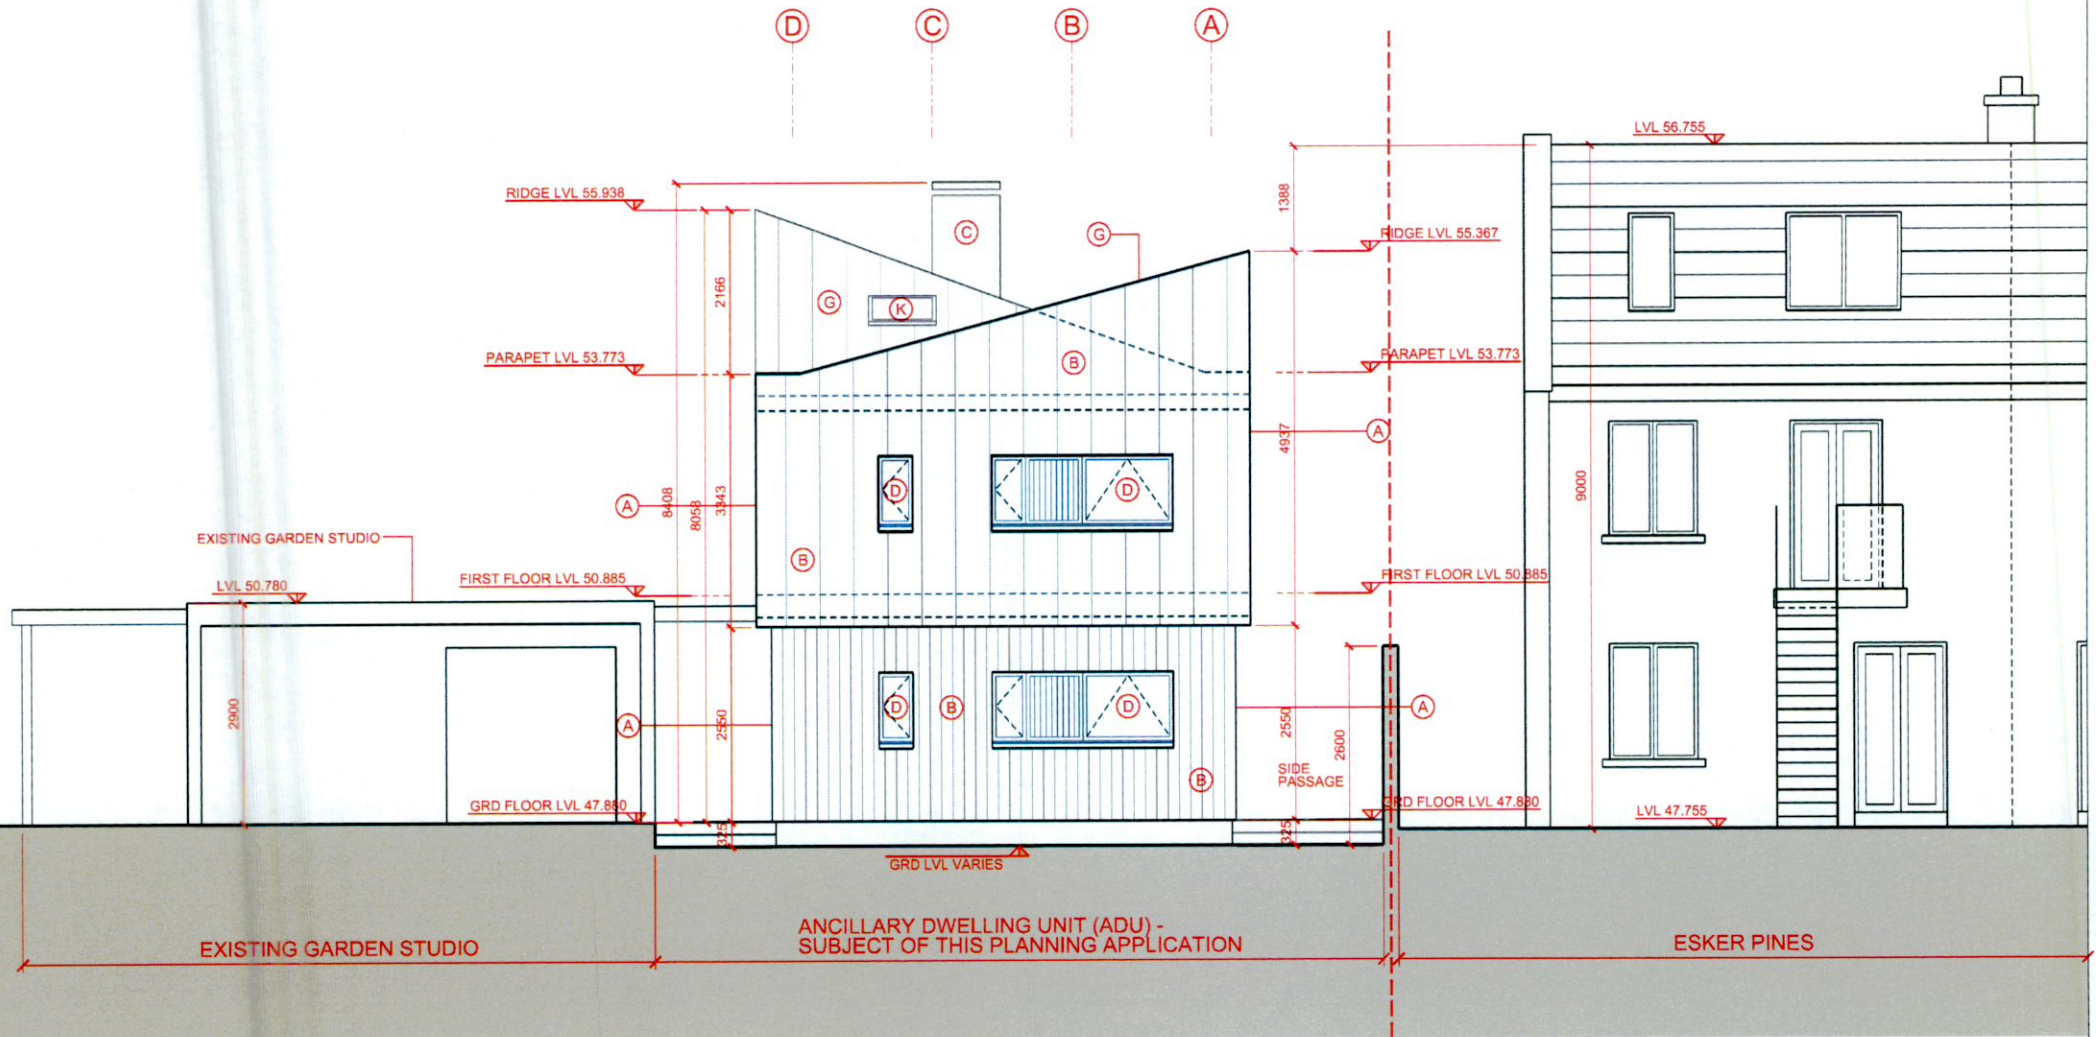 D C B A
LVL 56.755
RIDGE LVL 55.938
1388
C
G
RIDGE LVL 55.367
2166
G
K
PARAPET LVL 53.773
B
PARAPET LVL 53.773
A
4937
8408
8058
3343
A
D
D
9000
EXISTING GARDEN STUDIO
B
LVL 50.780
FIRST FLOOR LVL 50.885
FIRST FLOOR LVL 50.885
2900
A
2550
D
B
D
2550
A
2600
SIDE
PASSAGE
B
GRD FLOOR LVL 47.880
GRD FLOOR LVL 47.880
LVL 47.755
325
325
GRD LVL VARIES
EXISTING GARDEN STUDIO
ANCILLARY DWELLING UNIT (ADU) -
SUBJECT OF THIS PLANNING APPLICATION
ESKER PINES